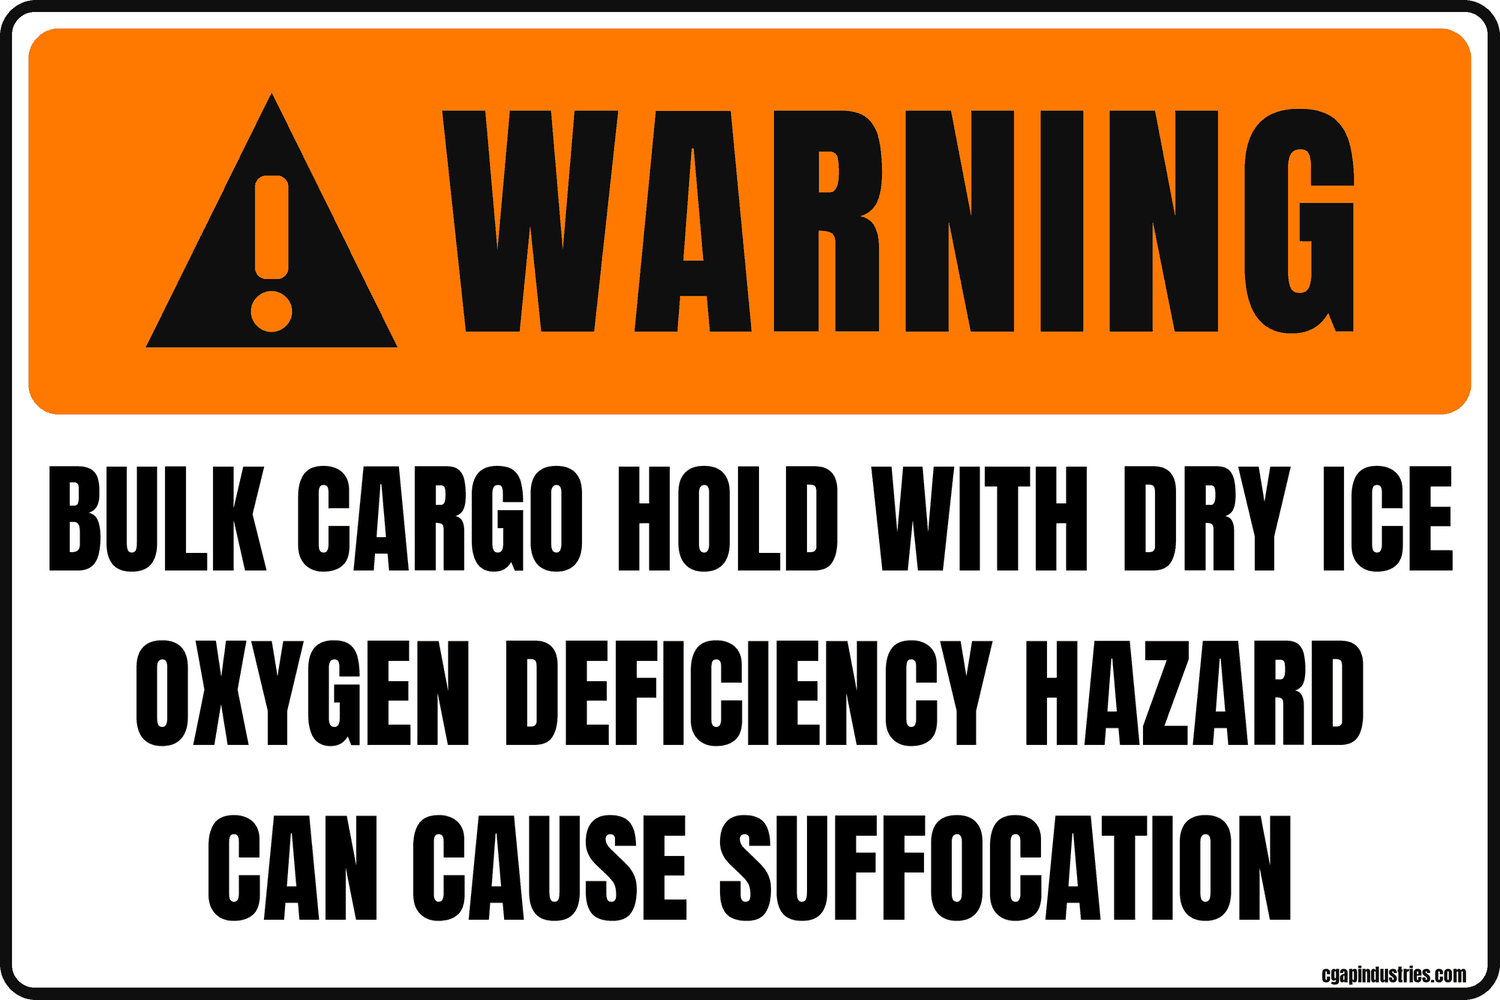 WARNING
BULK CARGO HOLD WITH DRY ICE
OXYGEN DEFICIENCY HAZARD
CAN CAUSE SUFFOCATION
cgapindustries.com